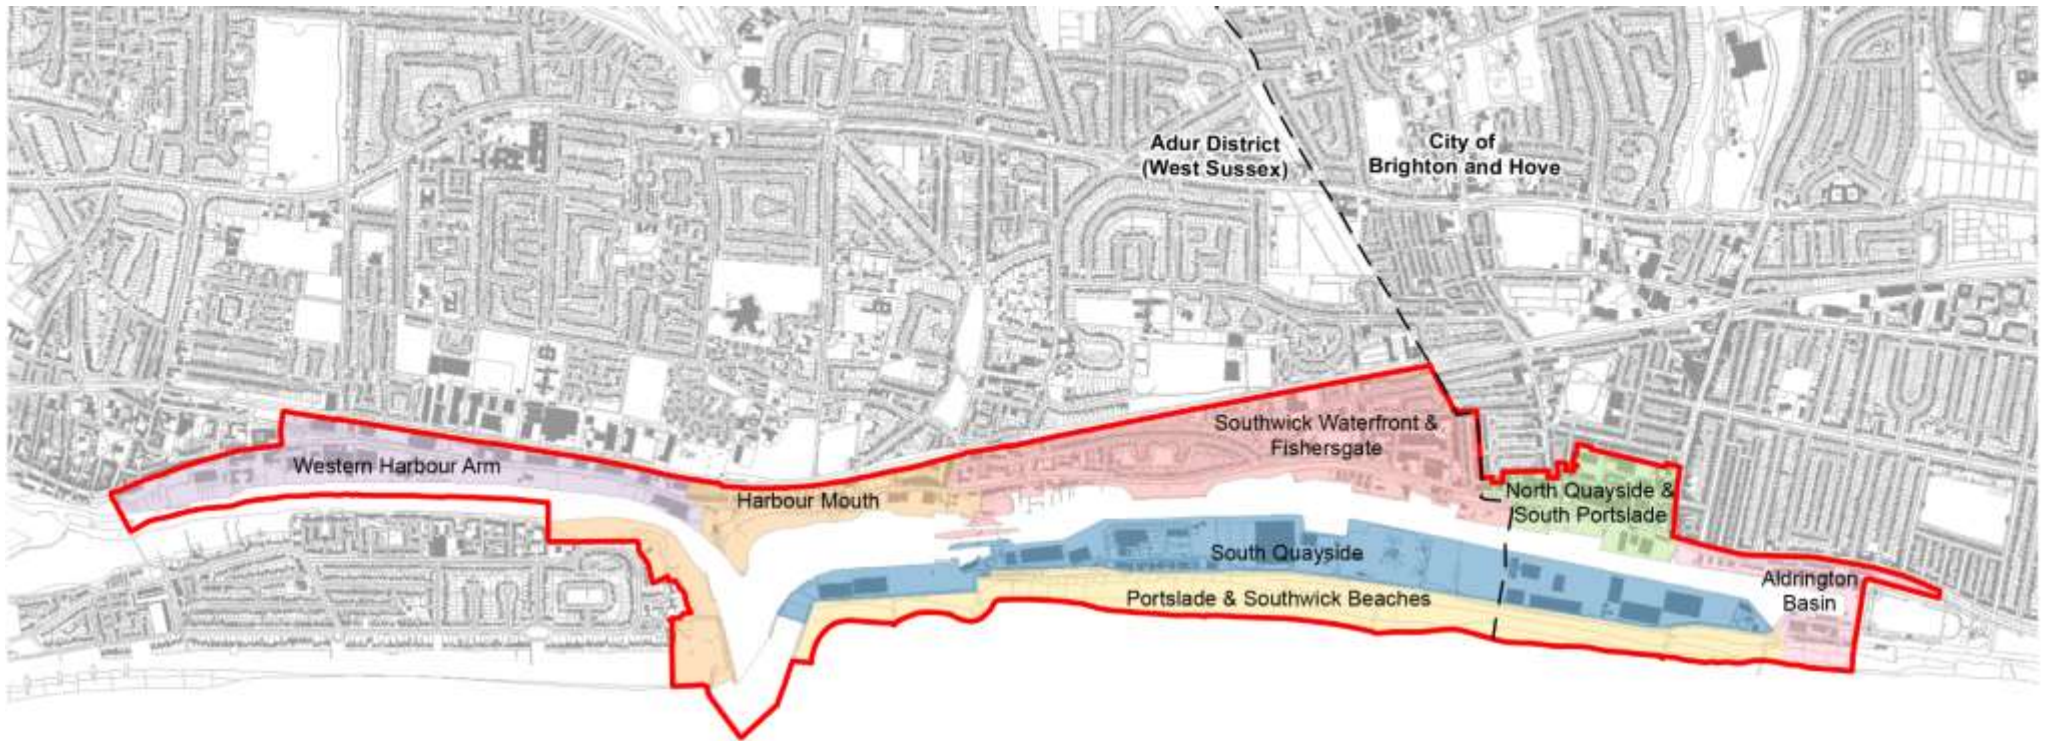 Adur District
(West Sussex)
City of
Brighton and Hove
Southwick Waterfront &
Fishersgate
Western Harbour Arm
Harbour Mouth
North Quayside &
South Portslade
South Quayside
Aldrington
Basin
Portslade & Southwick Beaches